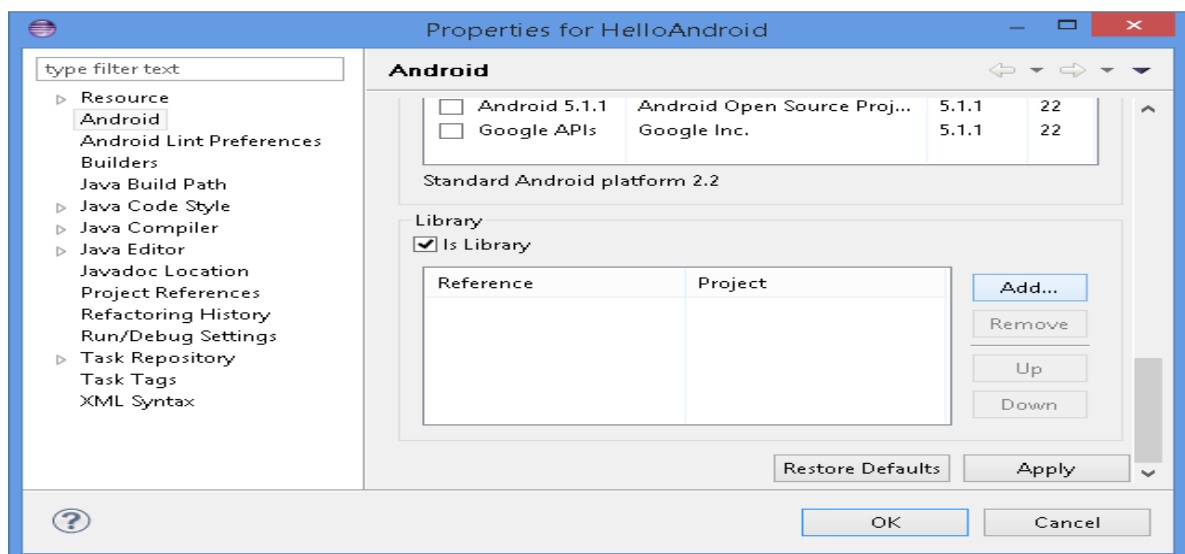 Properties for HelloAndroid
type filter text
Resource
Android
Android Lint Preferences
Builders
Java Build Path
Java Code Style
Java Compiler
Java Editor
Javadoc Location
Project References
Refactoring History
Run/Debug Settings
Task Repository
Task Tags
XML Syntax
Android
Android 5.1.1 Android Open Source Proj... 5.1.1 22
Google APIs Google Inc. 5.1.1 22
Standard Android platform 2.2
Library
Is Library
Reference Project
Add...
Remove
Up
Down
Restore Defaults Apply
? OK Cancel